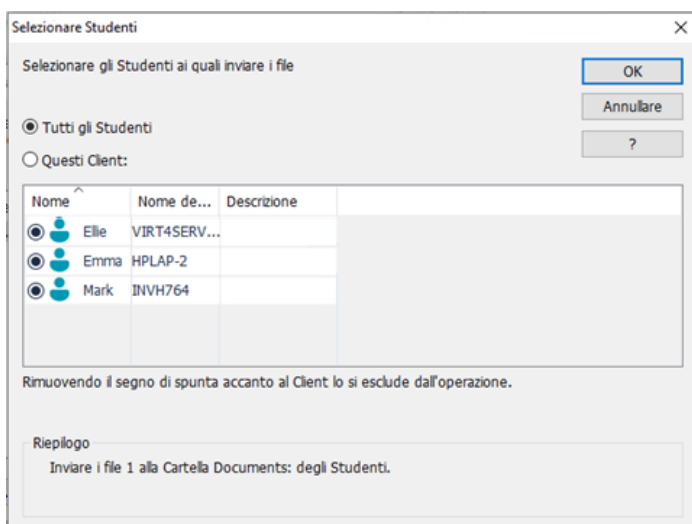 Selezionare Studenti
Selezionare gli Studenti ai quali inviare i file
OK
Annullare
?
Tutti gli Studenti
Questi Client:
Nome Nome de... Descrizione
Ellie VIRT4SERV...
Emma HPLAP-2
Mark INVH764
Rimuovendo il segno di spunta accanto al Client lo si esclude dall'operazione.
Riepilogo
Inviare i file 1 alla Cartella Documents: degli Studenti.